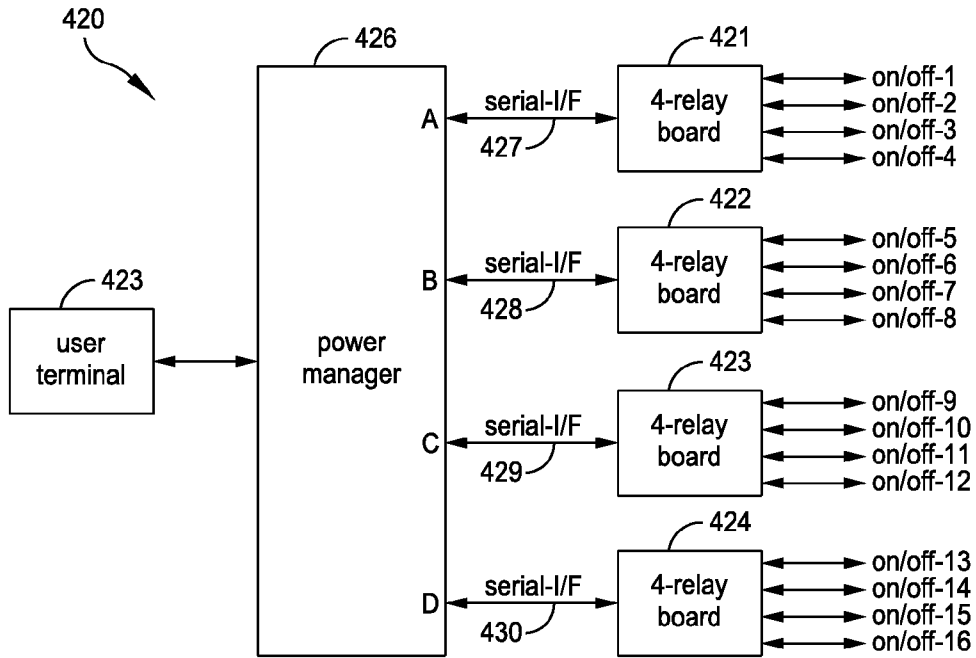 420
426
421
A
serial-I/F
427
4-relay
board
on/off-1
on/off-2
on/off-3
on/off-4
422
B
serial-I/F
428
4-relay
board
on/off-5
on/off-6
on/off-7
on/off-8
423
user
terminal
power
manager
423
C
serial-I/F
429
4-relay
board
on/off-9
on/off-10
on/off-11
on/off-12
424
D
serial-I/F
430
4-relay
board
on/off-13
on/off-14
on/off-15
on/off-16